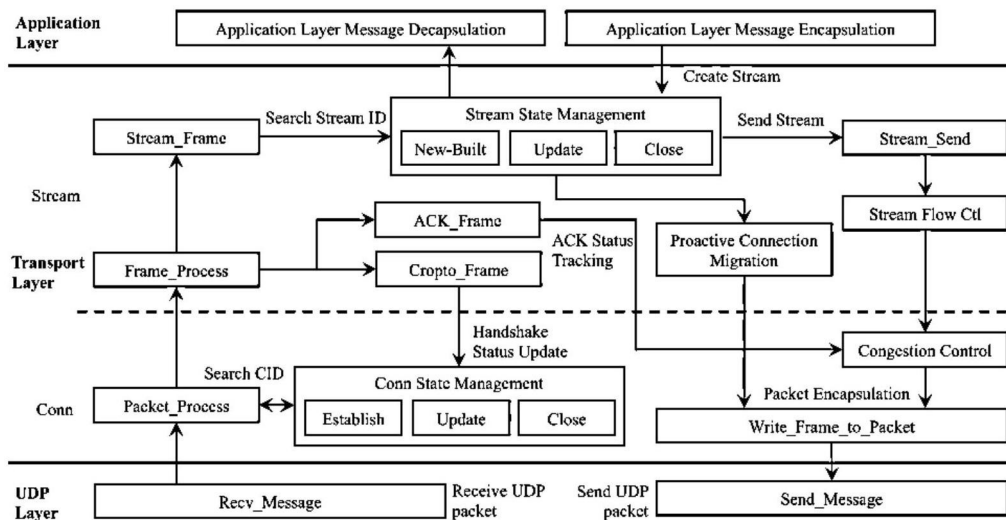 Application
Layer
Application Layer Message Decapsulation
Application Layer Message Encapsulation
Create Stream
Search Stream ID
Stream State Management
Send Stream
Stream_Frame
New-Built
Update
Close
Stream_Send
Stream
ACK_Frame
Stream Flow Ctl
ACK Status
Tracking
Proactive Connection
Migration
Transport
Layer
Frame_Process
Cropto_Frame
Handshake
Status Update
Congestion Control
Search CID
Conn State Management
Packet Encapsulation
Conn
Packet_Process
Establish
Update
Close
Write_Frame_to_Packet
UDP
Layer
Recv_Message
Receive UDP
packet
Send UDP
packet
Send_Message